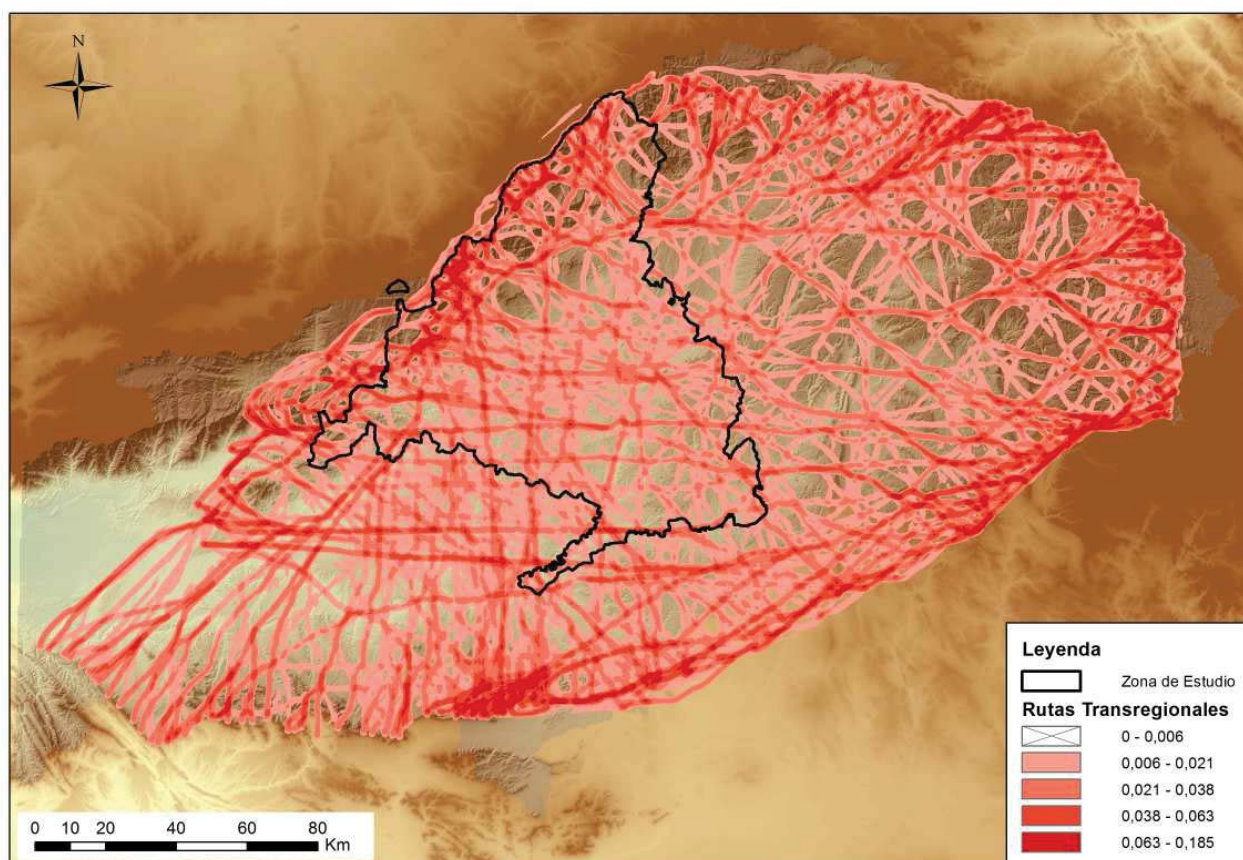 N
Leyenda
Zona de Estudio
Rutas Transregionales
0 - 0,006
0,006 - 0,021
0,021 - 0,038
0,038 - 0,063
0,063 - 0,185
0 10 20 40 60 80
Km